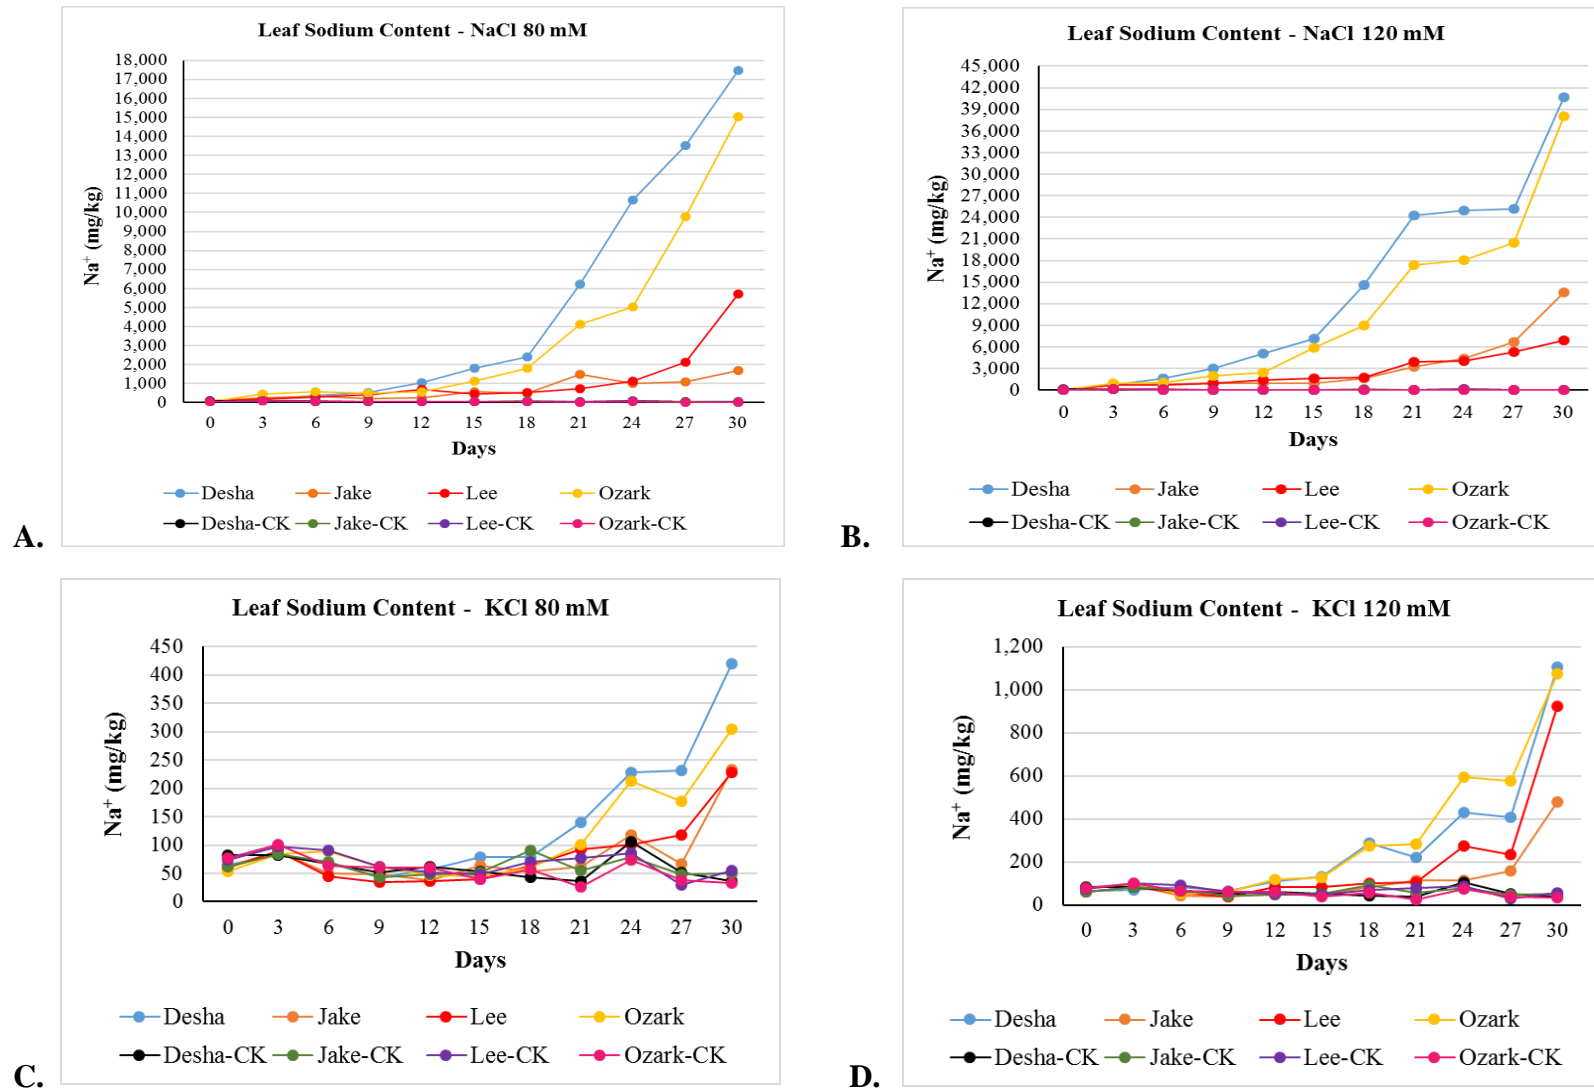 Leaf Sodium Content - NaCl 80 mM
18,000
17,000
16,000
15,000
14,000
13,000
12,000
11,000
10,000
9,000
8,000
7,000
6,000
5,000
4,000
3,000
2,000
1,000
0
Na+ (mg/kg)
0 3 6 9 12 15 18 21 24 27 30
Days
Desha Jake Lee Ozark
Desha-CK Jake-CK Lee-CK Ozark-CK
A.
Leaf Sodium Content - NaCl 120 mM
45,000
42,000
39,000
36,000
33,000
30,000
27,000
24,000
21,000
18,000
15,000
12,000
9,000
6,000
3,000
0
Na+ (mg/kg)
0 3 6 9 12 15 18 21 24 27 30
Days
Desha Jake Lee Ozark
Desha-CK Jake-CK Lee-CK Ozark-CK
B.
Leaf Sodium Content - KCl 80 mM
450
400
350
300
250
200
150
100
50
0
Na+ (mg/kg)
0 3 6 9 12 15 18 21 24 27 30
Days
Desha Jake Lee Ozark
Desha-CK Jake-CK Lee-CK Ozark-CK
C.
Leaf Sodium Content - KCl 120 mM
1,200
1,000
800
600
400
200
0
Na+ (mg/kg)
0 3 6 9 12 15 18 21 24 27 30
Days
Desha Jake Lee Ozark
Desha-CK Jake-CK Lee-CK Ozark-CK
D.